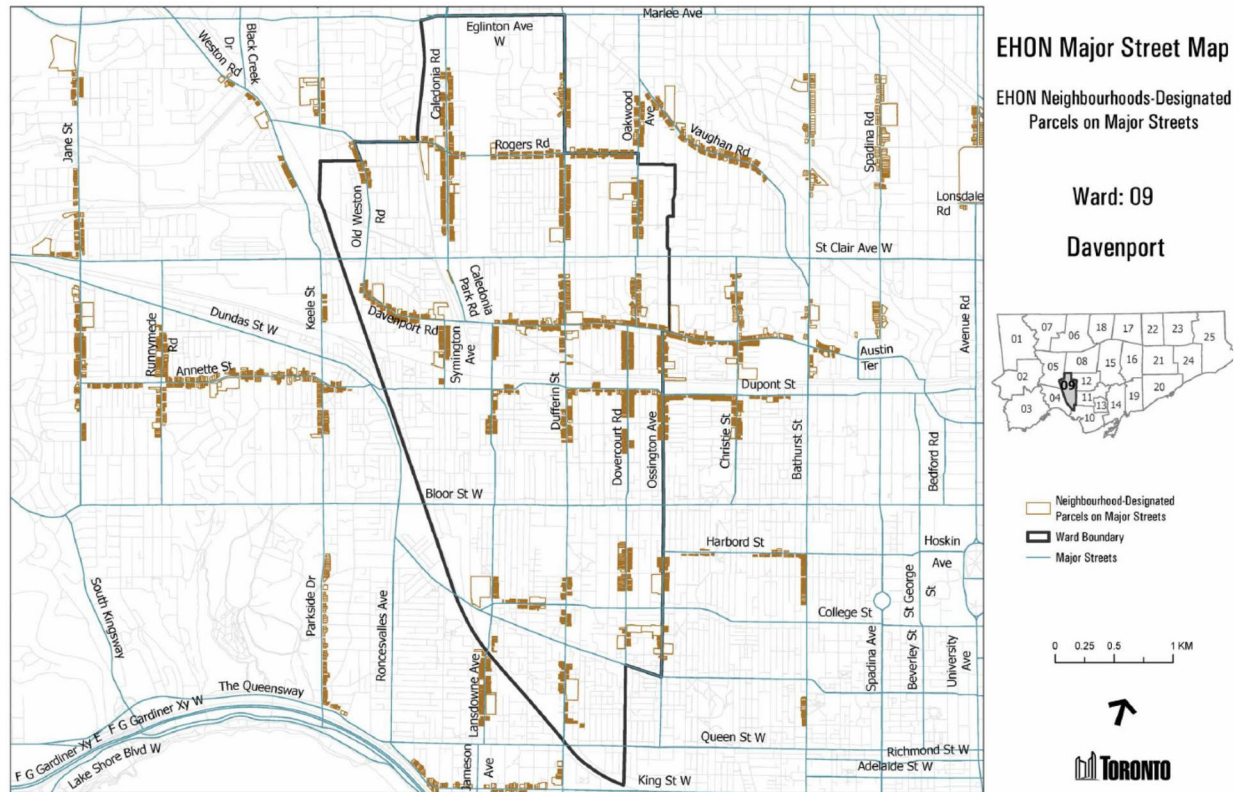 Marlee Ave
Eglinton Ave
W
Weston Rd
Black Creek
Dr
Caledonia Rd
Oakwood
Ave
Vaughan Rd
Jane St
Rogers Rd
Spadina Rd
Lonsdale
Rd
Old Weston
Rd
St Clair Ave W
Keele St
Caledonia
Park Rd
Dundas St W
Davenport Rd
Symington
Ave
Avenue Rd
Runnymede
Rd
Annette St
Austin
Ter
Dupont St
Dufferin St
Dovercourt Rd
Ossington Ave
Christie St
Bathurst St
Bedford Rd
Bloor St W
Harbord St
Hoskin
Ave
South Kingsway
Parkside Dr
Roncesvalles Ave
College St
St George
St
Spadina Ave
Beverley St
University
Ave
Lansdowne Ave
The Queensway
F G Gardiner Xy W
F G Gardiner Xy E
Lake Shore Blvd W
Queen St W
Richmond St W
Adelaide St W
Jameson
Ave
King St W
EHON Major Street Map
EHON Neighbourhoods-Designated
Parcels on Major Streets
Ward: 09
Davenport
01
07
06
18
17
22
23
25
05
08
15
16
21
24
02
09
12
20
03
04
11
13
14
19
10
Neighbourhood-Designated
Parcels on Major Streets
Ward Boundary
Major Streets
0 0.25 0.5 1 KM
TORONTO